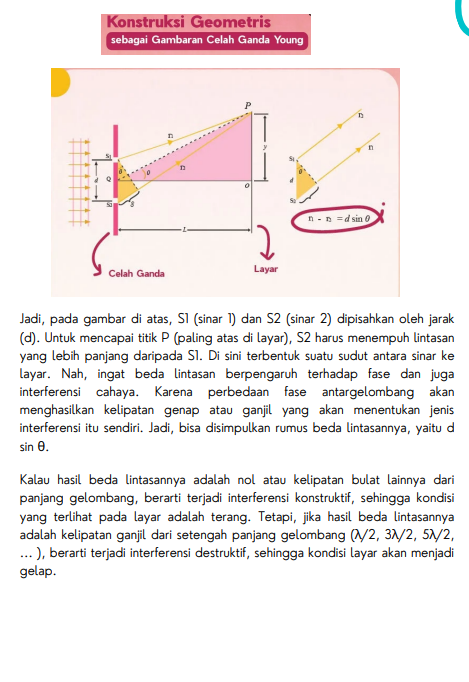 Konstruksi Geometris
sebagai Gambaran Celah Ganda Young
P
r₁
r₁
r₂
r₂
S₁
S₁
θ
θ
θ
y
d
d
Q
O
S₂
S₂
δ
r₂ - r₁ = d sin θ
L
Celah Ganda
Layar
Jadi, pada gambar di atas, S1 (sinar 1) dan S2 (sinar 2) dipisahkan oleh jarak
(d). Untuk mencapai titik P (paling atas di layar), S2 harus menempuh lintasan
yang lebih panjang daripada S1. Di sini terbentuk suatu sudut antara sinar ke
layar. Nah, ingat beda lintasan berpengaruh terhadap fase dan juga
interferensi cahaya. Karena perbedaan fase antargelombang akan
menghasilkan kelipatan genap atau ganjil yang akan menentukan jenis
interferensi itu sendiri. Jadi, bisa disimpulkan rumus beda lintasannya, yaitu d
sin θ.
Kalau hasil beda lintasannya adalah nol atau kelipatan bulat lainnya dari
panjang gelombang, berarti terjadi interferensi konstruktif, sehingga kondisi
yang terlihat pada layar adalah terang. Tetapi, jika hasil beda lintasannya
adalah kelipatan ganjil dari setengah panjang gelombang (λ/2, 3λ/2, 5λ/2,
... ), berarti terjadi interferensi destruktif, sehingga kondisi layar akan menjadi
gelap.